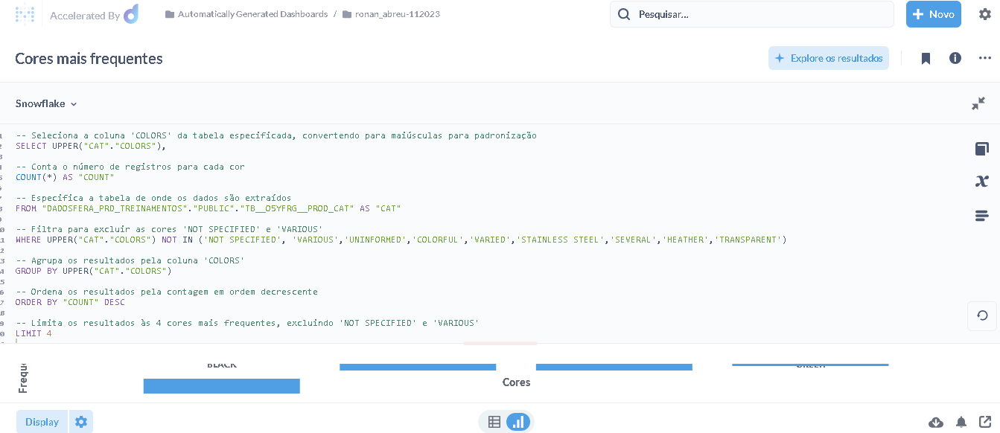 Accelerated By
Automatically Generated Dashboards / ronan_abreu-112023
Pesquisar...
Novo
Cores mais frequentes
Explore os resultados
Snowflake
-- Seleciona a coluna 'COLORS' da tabela especificada, convertendo para maiúsculas para padronização
SELECT UPPER("CAT"."COLORS"),
-- Conta o número de registros para cada cor
COUNT(*) AS "COUNT"
-- Especifica a tabela de onde os dados são extraídos
FROM "DADOSFERA_PRD_TREINAMENTOS"."PUBLIC"."TB__O5YFRG__PROD_CAT" AS "CAT"
-- Filtra para excluir as cores 'NOT SPECIFIED' e 'VARIOUS'
WHERE UPPER("CAT"."COLORS") NOT IN ('NOT SPECIFIED', 'VARIOUS','UNINFORMED','COLORFUL','VARIED','STAINLESS STEEL','SEVERAL','HEATHER','TRANSPARENT')
-- Agrupa os resultados pela coluna 'COLORS'
GROUP BY UPPER("CAT"."COLORS")
-- Ordena os resultados pela contagem em ordem decrescente
ORDER BY "COUNT" DESC
-- Limita os resultados às 4 cores mais frequentes, excluindo 'NOT SPECIFIED' e 'VARIOUS'
LIMIT 4
BLACK
Frequ
Cores
Display